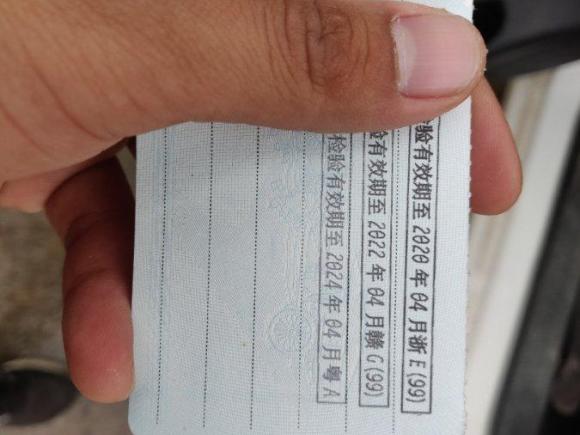 验有效期至 2020 年 04 月浙 E(99)
验有效期至 2022 年 04 月赣 G(99)
检验有效期至 2024 年 04 月粤 A